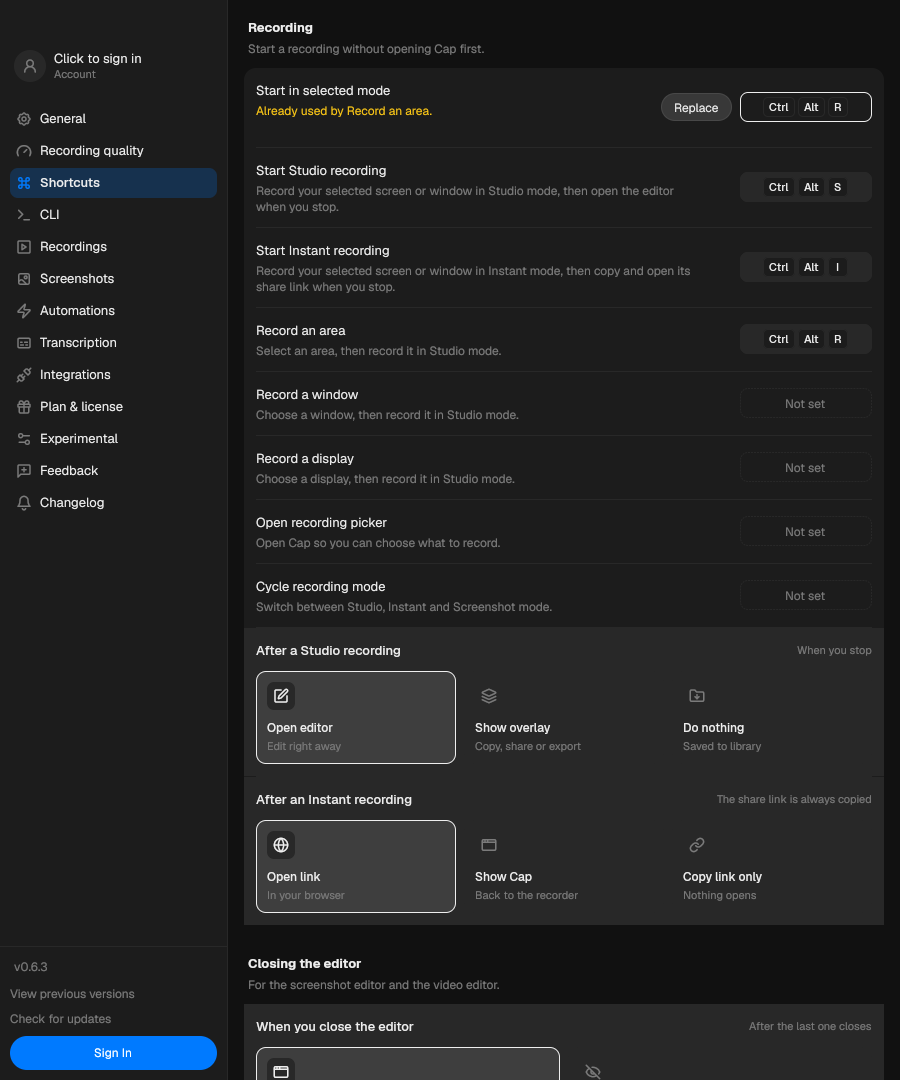 Click to sign in
Account
General
Recording quality
Shortcuts
CLI
Recordings
Screenshots
Automations
Transcription
Integrations
Plan & license
Experimental
Feedback
Changelog
v0.6.3
View previous versions
Check for updates
Sign In
Recording
Start a recording without opening Cap first.
Start in selected mode
Already used by Record an area.
Replace
Ctrl Alt R
Start Studio recording
Record your selected screen or window in Studio mode, then open the editor
when you stop.
Ctrl Alt S
Start Instant recording
Record your selected screen or window in Instant mode, then copy and open its
share link when you stop.
Ctrl Alt I
Record an area
Select an area, then record it in Studio mode.
Ctrl Alt R
Record a window
Choose a window, then record it in Studio mode.
Not set
Record a display
Choose a display, then record it in Studio mode.
Not set
Open recording picker
Open Cap so you can choose what to record.
Not set
Cycle recording mode
Switch between Studio, Instant and Screenshot mode.
Not set
After a Studio recording
When you stop
Open editor
Edit right away
Show overlay
Copy, share or export
Do nothing
Saved to library
After an Instant recording
The share link is always copied
Open link
In your browser
Show Cap
Back to the recorder
Copy link only
Nothing opens
Closing the editor
For the screenshot editor and the video editor.
When you close the editor
After the last one closes